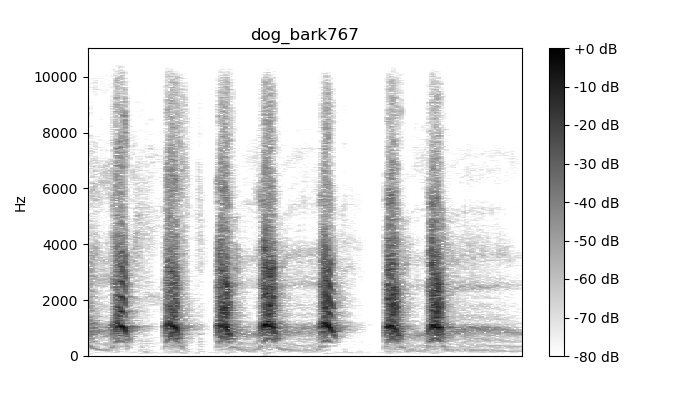 dog_bark767
Hz
10000
8000
6000
4000
2000
0
+0 dB
-10 dB
-20 dB
-30 dB
-40 dB
-50 dB
-60 dB
-70 dB
-80 dB